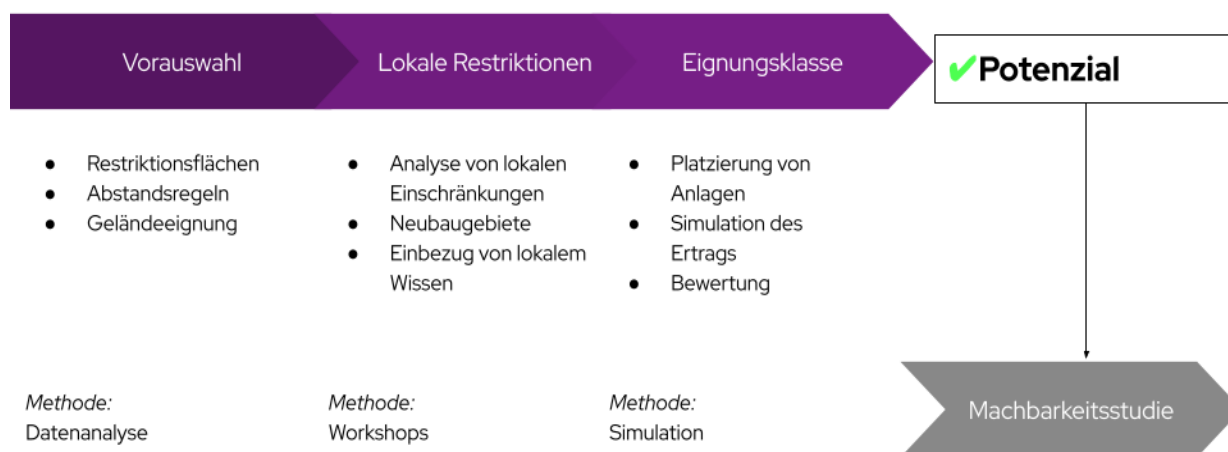 Vorauswahl
Lokale Restriktionen
Eignungsklasse
✔Potenzial
● Restriktionsflächen
● Abstandsregeln
● Geländeeignung
● Analyse von lokalen
Einschränkungen
● Neubaugebiete
● Einbezug von lokalem
Wissen
● Platzierung von
Anlagen
● Simulation des
Ertrags
● Bewertung
Methode:
Datenanalyse
Methode:
Workshops
Methode:
Simulation
Machbarkeitsstudie